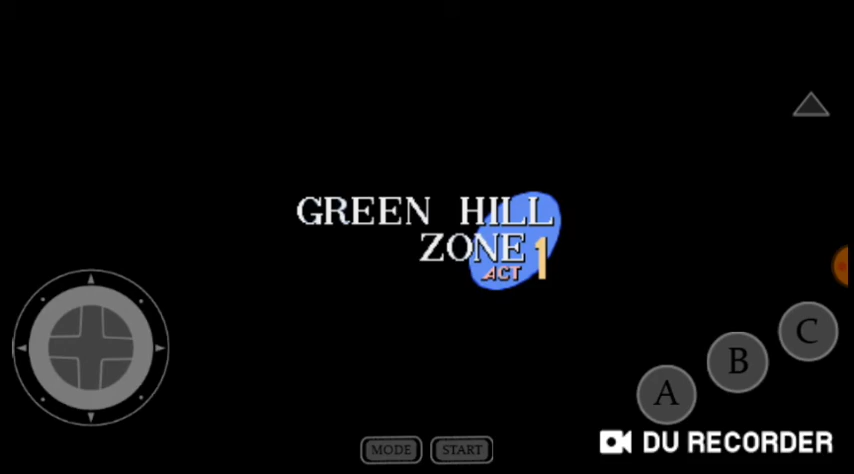 GREEN HILL
ZONE
ACT 1
C
B
A
MODE START
DU RECORDER